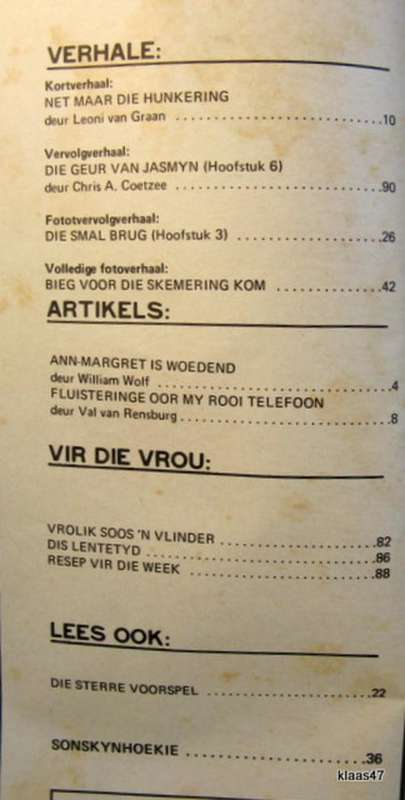 VERHALE:
Kortverhaal:
NET MAAR DIE HUNKERING
deur Leoni van Graan ..............................10
Vervolgverhaal:
DIE GEUR VAN JASMYN (Hoofstuk 6)
deur Chris A. Coetzee ..............................90
Fototvervolgverhaal:
DIE SMAL BRUG (Hoofstuk 3) .....................26
Volledige fotoverhaal:
BIEG VOOR DIE SKEMERING KOM ...............42
ARTIKELS:
ANN-MARGRET IS WOEDEND
deur William Wolf .................................4
FLUISTERINGE OOR MY ROOI TELEFOON
deur Val van Rensburg..............................8
VIR DIE VROU:
VROLIK SOOS 'N VLINDER .......................82
DIS LENTETYD ....................................86
RESEP VIR DIE WEEK ............................88
LEES OOK:
DIE STERRE VOORSPEL .........................22
SONSKYNHOEKIE ..............................36
klaas47